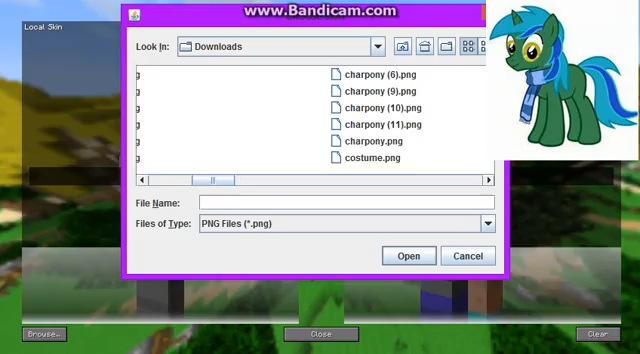 www.Bandicam.com
Local Skin
Look In: Downloads
g charpony (6).png
g charpony (9).png
g charpony (10).png
g charpony (11).png
g charpony.png
g costume.png
File Name:
Files of Type: PNG Files (*.png)
Open Cancel
Browse... Close Clear